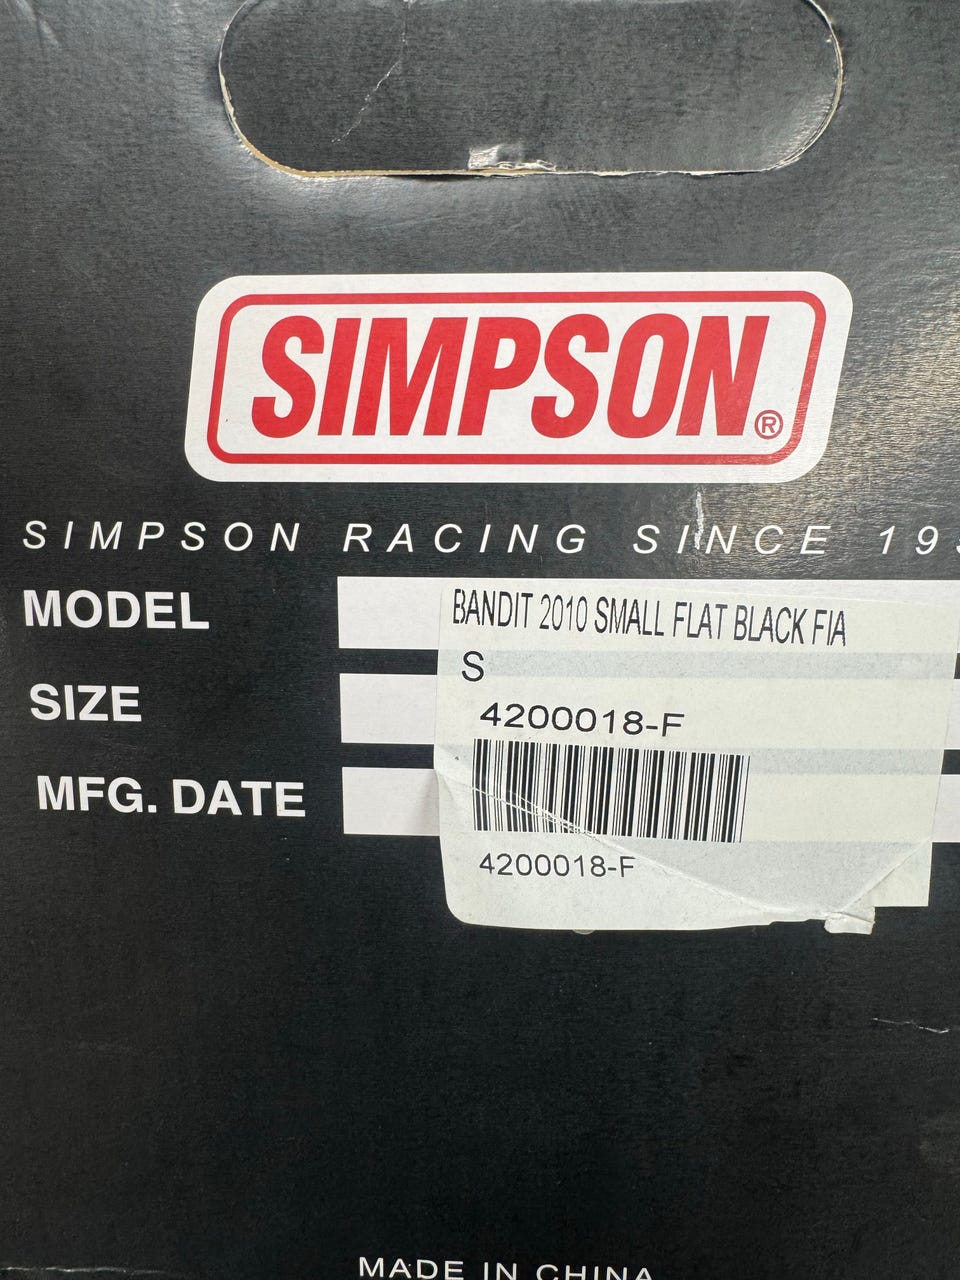 SIMPSON®
SIMPSON RACING SINCE
MODEL
BANDIT 2010 SMALL FLAT BLACK FIA
S
SIZE
4200018-F
MFG. DATE
4200018-F
MADE IN CHINA